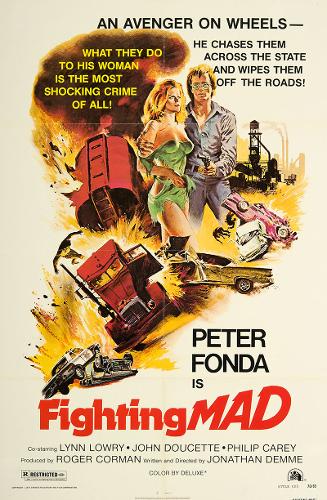 AN AVENGER ON WHEELS—
WHAT THEY DO
TO HIS WOMAN
IS THE MOST
SHOCKING CRIME
OF ALL!
HE CHASES THEM
ACROSS THE STATE
AND WIPES THEM
OFF THE ROADS!
PETER
FONDA
IS
Fighting MAD
Co-starring LYNN LOWRY • JOHN DOUCETTE • PHILIP CAREY
Produced by ROGER CORMAN Written and Directed by JONATHAN DEMME
COLOR BY DELUXE®
R RESTRICTED